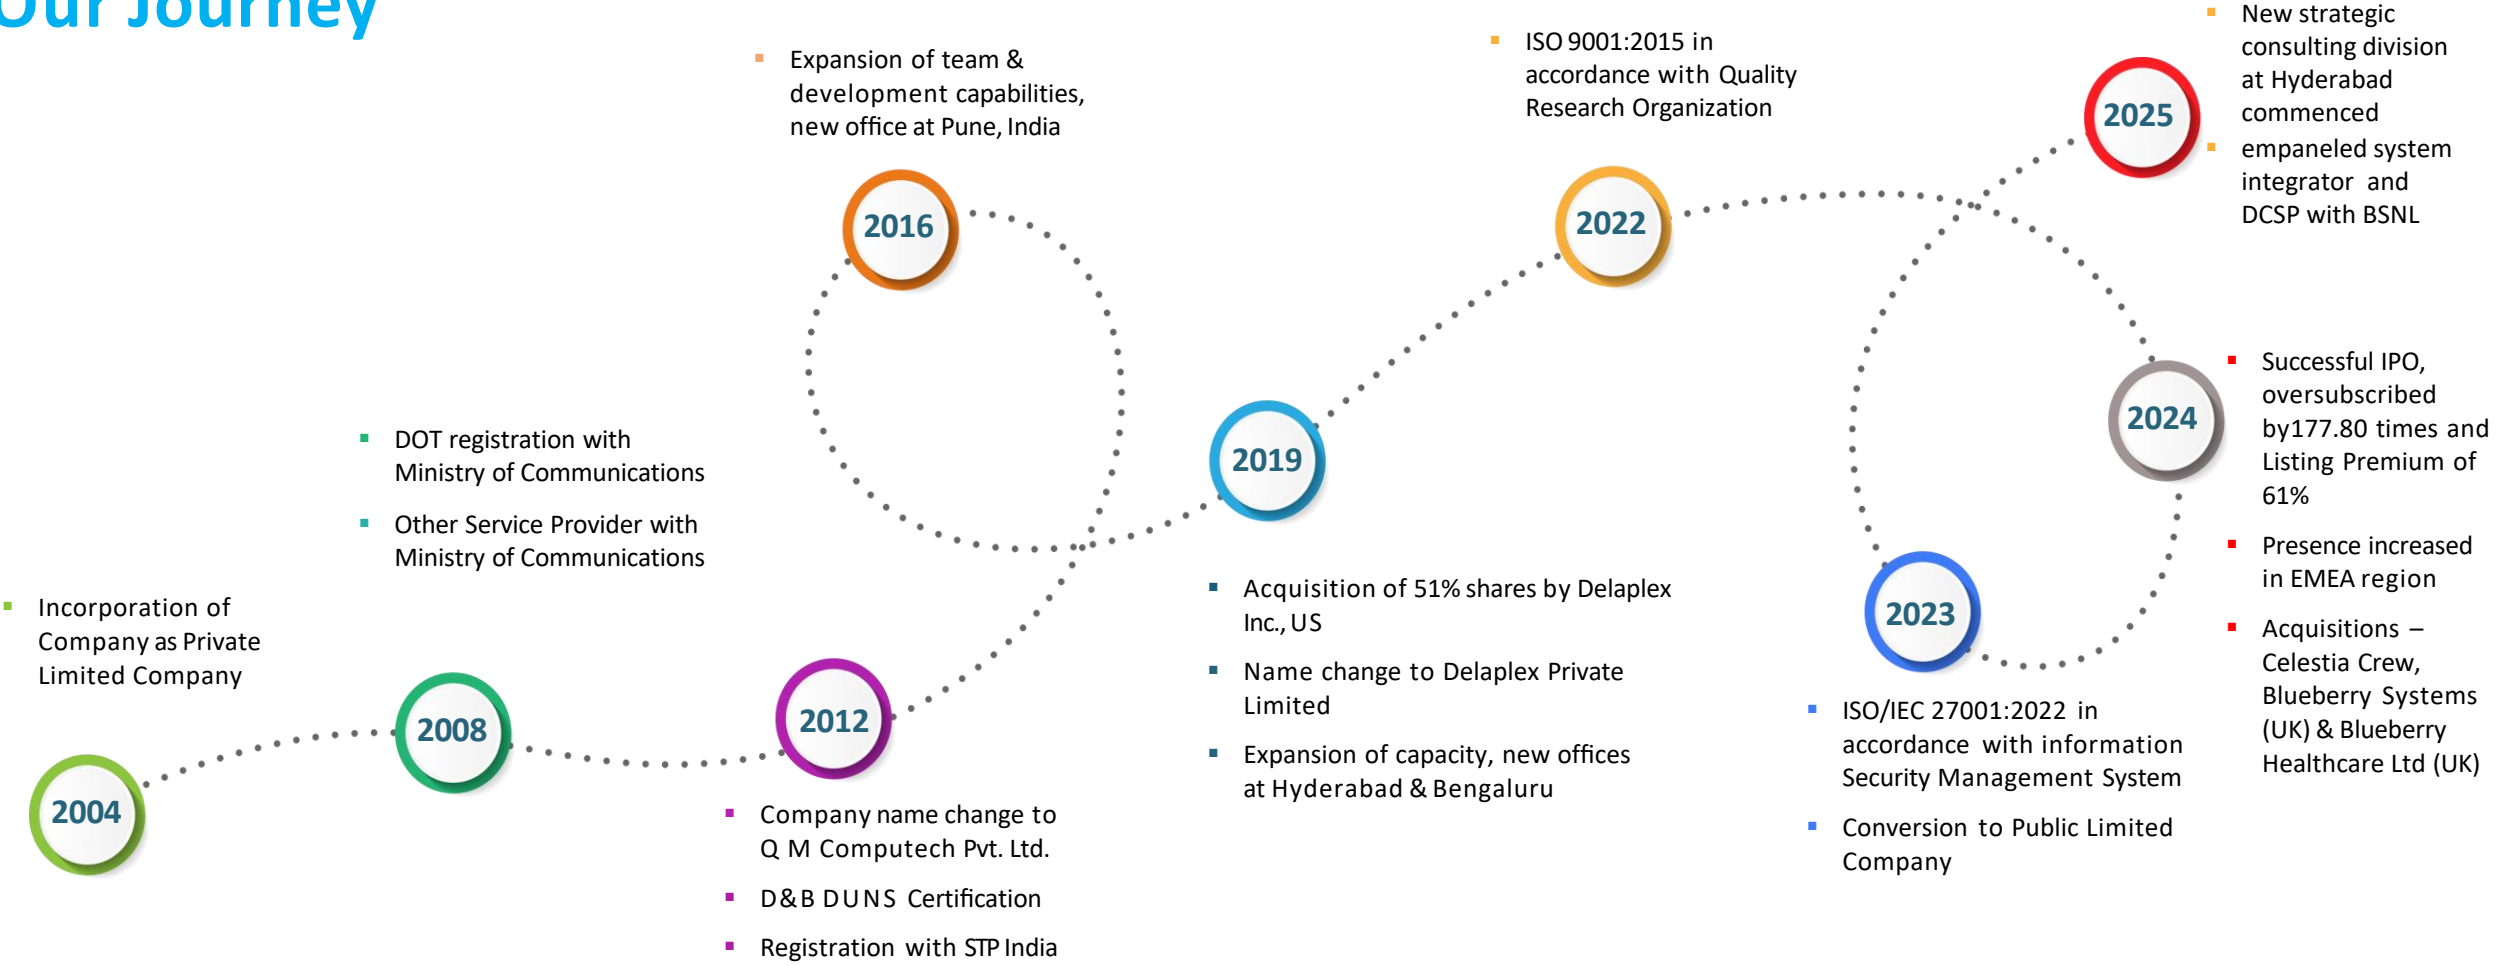 Our Journey
Expansion of team &
development capabilities,
new office at Pune, India
2016
DOT registration with
Ministry of Communications
Other Service Provider with
Ministry of Communications
Incorporation of
Company as Private
Limited Company
2004
2008
2012
Company name change to
Q M Computech Pvt. Ltd.
D&B DUNS Certification
Registration with STP India
2019
Acquisition of 51% shares by Delaplex
Inc., US
Name change to Delaplex Private
Limited
Expansion of capacity, new offices
at Hyderabad & Bengaluru
ISO 9001:2015 in
accordance with Quality
Research Organization
2022
2023
ISO/IEC 27001:2022 in
accordance with information
Security Management System
Conversion to Public Limited
Company
2024
Successful IPO,
oversubscribed
by177.80 times and
Listing Premium of
61%
Presence increased
in EMEA region
Acquisitions –
Celestia Crew,
Blueberry Systems
(UK) & Blueberry
Healthcare Ltd (UK)
2025
New strategic
consulting division
at Hyderabad
commenced
empaneled system
integrator and
DCSP with BSNL